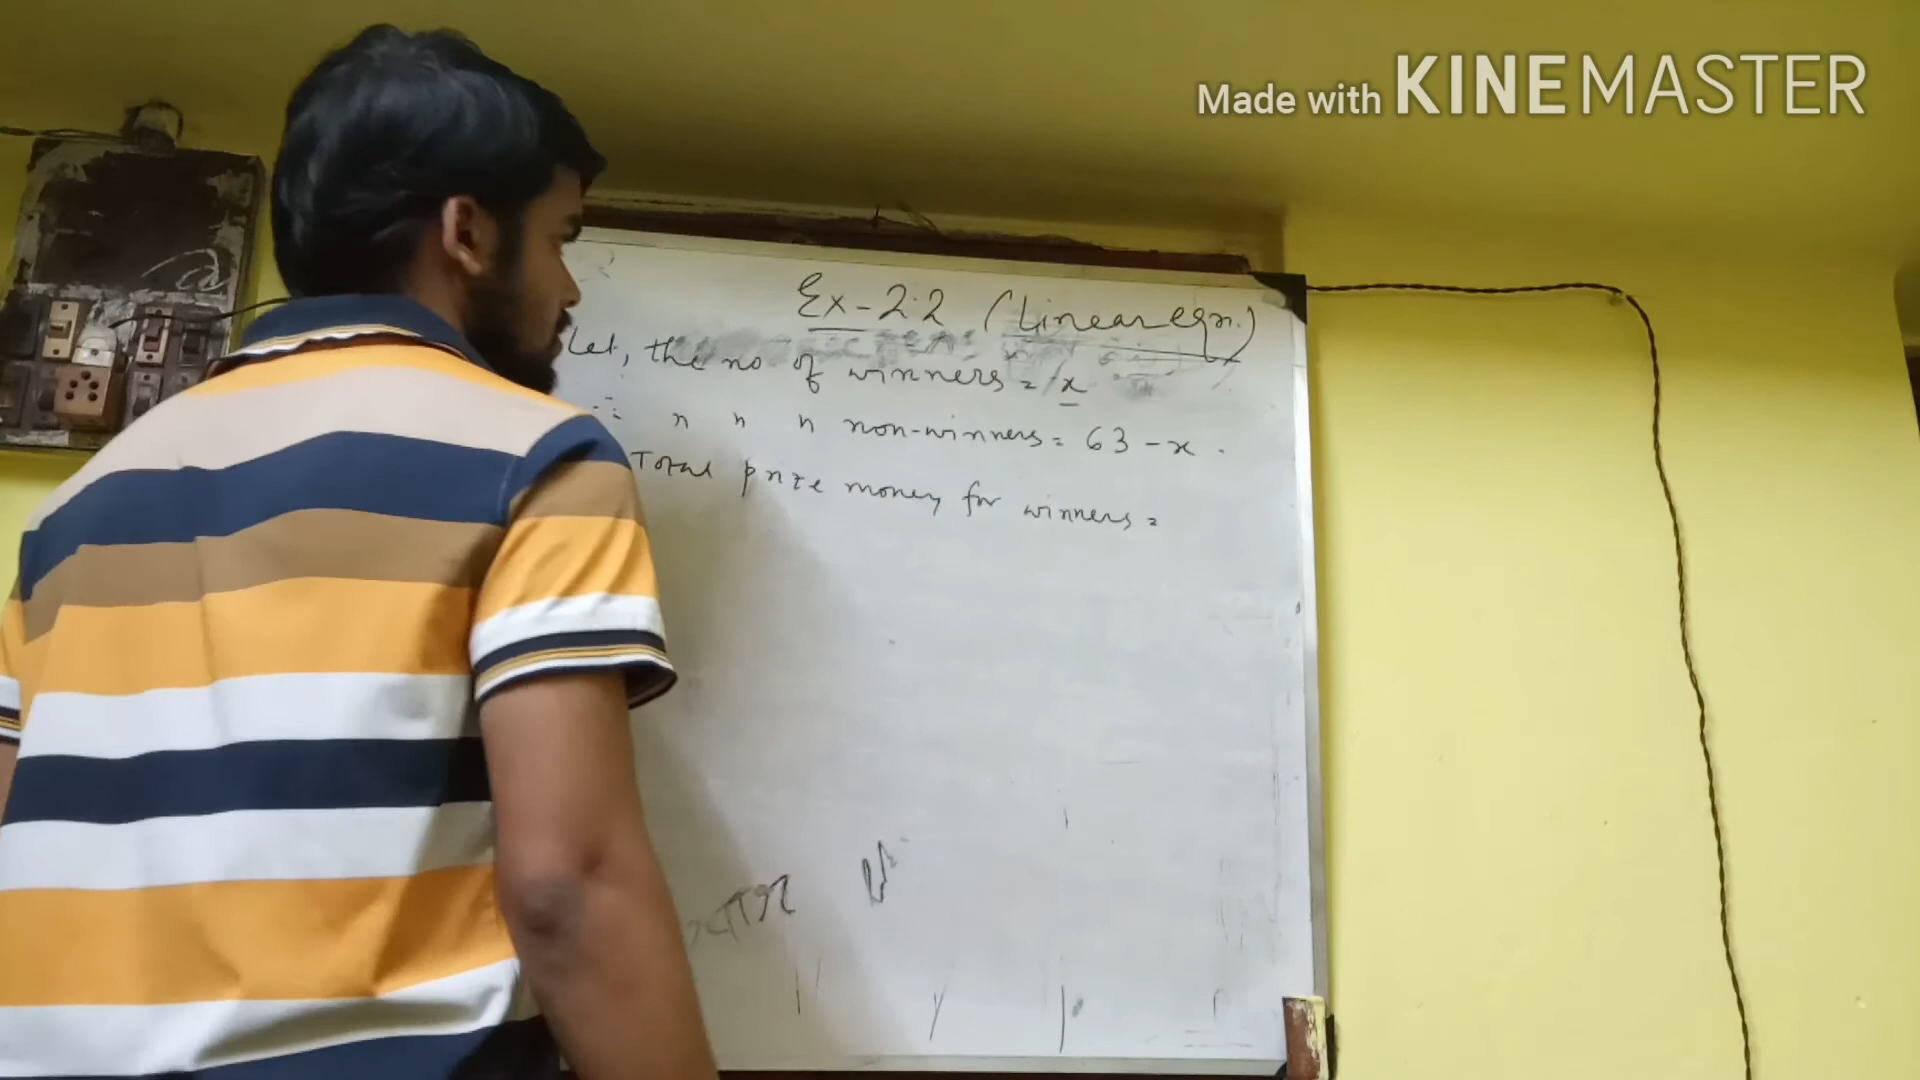 Made with KINEMASTER
Ex-2.2 (Linear eqn.)
Let, the no of winners = x
∴ " " " non-winners = 63 - x .
Total prize money for winners =